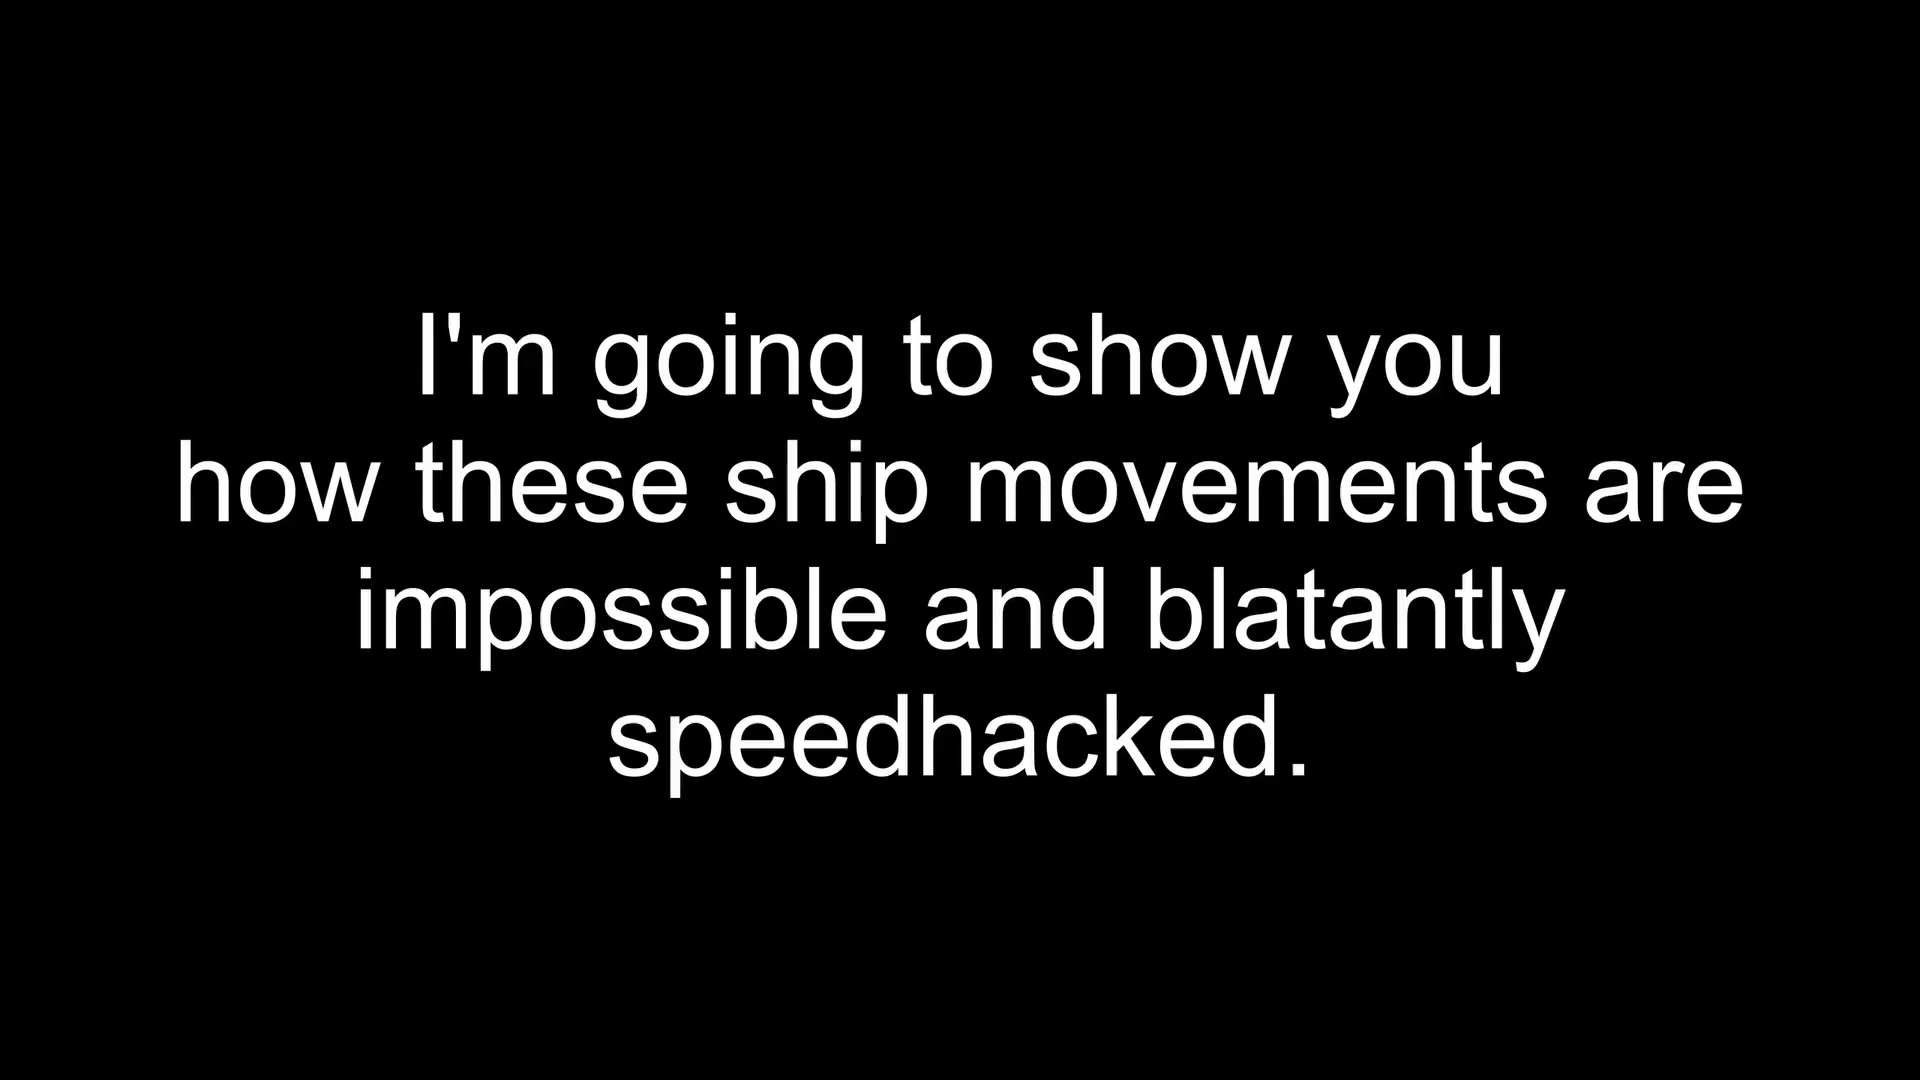 I'm going to show you
how these ship movements are
impossible and blatantly
speedhacked.